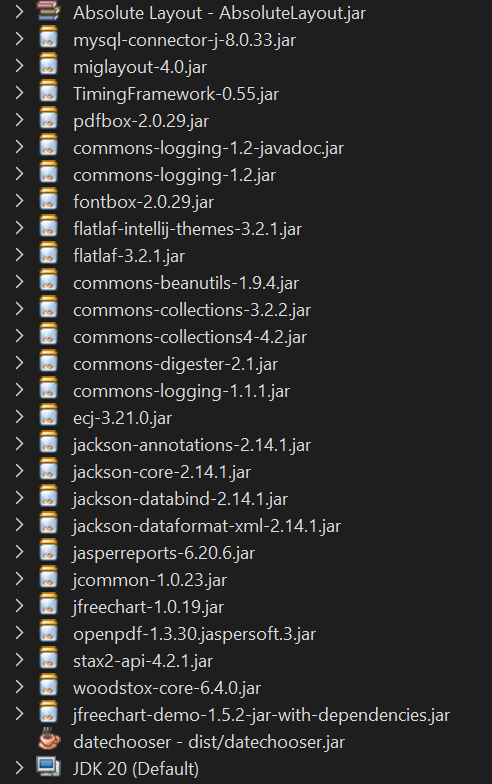 Absolute Layout - AbsoluteLayout.jar
mysql-connector-j-8.0.33.jar
miglayout-4.0.jar
TimingFramework-0.55.jar
pdfbox-2.0.29.jar
commons-logging-1.2-javadoc.jar
commons-logging-1.2.jar
fontbox-2.0.29.jar
flatlaf-intellij-themes-3.2.1.jar
flatlaf-3.2.1.jar
commons-beanutils-1.9.4.jar
commons-collections-3.2.2.jar
commons-collections4-4.2.jar
commons-digester-2.1.jar
commons-logging-1.1.1.jar
ecj-3.21.0.jar
jackson-annotations-2.14.1.jar
jackson-core-2.14.1.jar
jackson-databind-2.14.1.jar
jackson-dataformat-xml-2.14.1.jar
jasperreports-6.20.6.jar
jcommon-1.0.23.jar
jfreechart-1.0.19.jar
openpdf-1.3.30.jaspersoft.3.jar
stax2-api-4.2.1.jar
woodstox-core-6.4.0.jar
jfreechart-demo-1.5.2-jar-with-dependencies.jar
datechooser - dist/datechooser.jar
JDK 20 (Default)